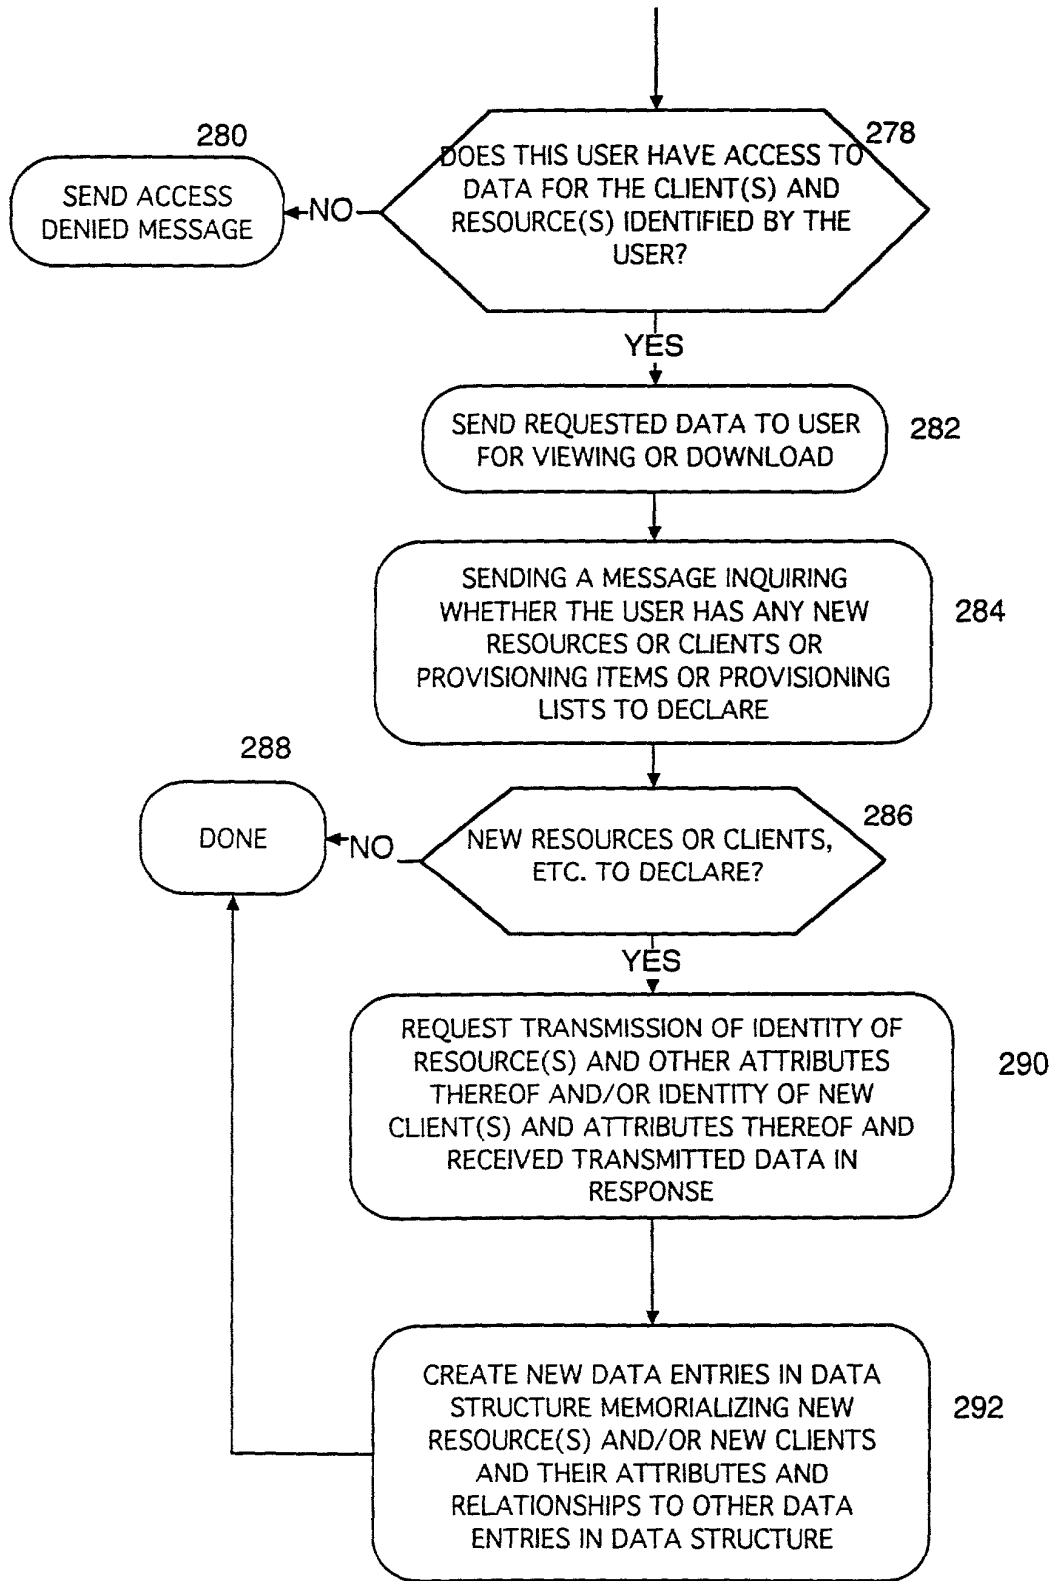 278
DOES THIS USER HAVE ACCESS TO
DATA FOR THE CLIENT(S) AND
RESOURCE(S) IDENTIFIED BY THE
USER?
280
SEND ACCESS
DENIED MESSAGE
NO
YES
SEND REQUESTED DATA TO USER
FOR VIEWING OR DOWNLOAD
282
SENDING A MESSAGE INQUIRING
WHETHER THE USER HAS ANY NEW
RESOURCES OR CLIENTS OR
PROVISIONING ITEMS OR PROVISIONING
LISTS TO DECLARE
284
288
DONE
NO
286
NEW RESOURCES OR CLIENTS,
ETC. TO DECLARE?
YES
REQUEST TRANSMISSION OF IDENTITY OF
RESOURCE(S) AND OTHER ATTRIBUTES
THEREOF AND/OR IDENTITY OF NEW
CLIENT(S) AND ATTRIBUTES THEREOF AND
RECEIVED TRANSMITTED DATA IN
RESPONSE
290
CREATE NEW DATA ENTRIES IN DATA
STRUCTURE MEMORIALIZING NEW
RESOURCE(S) AND/OR NEW CLIENTS
AND THEIR ATTRIBUTES AND
RELATIONSHIPS TO OTHER DATA
ENTRIES IN DATA STRUCTURE
292